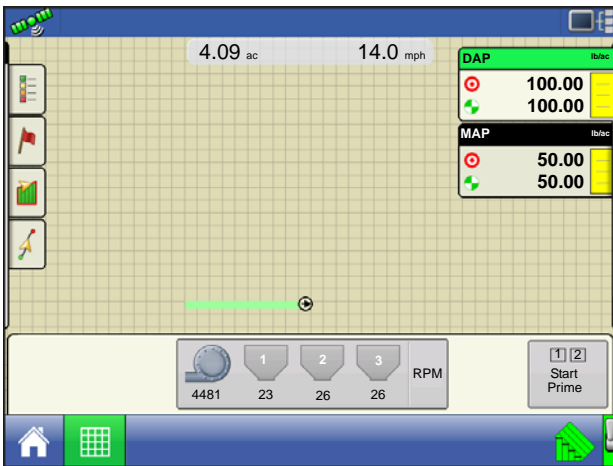 4.09 ac 14.0 mph
DAP lb/ac
100.00
100.00
MAP lb/ac
50.00
50.00
1 2 3 RPM
4481 23 26 26
1 2
Start
Prime